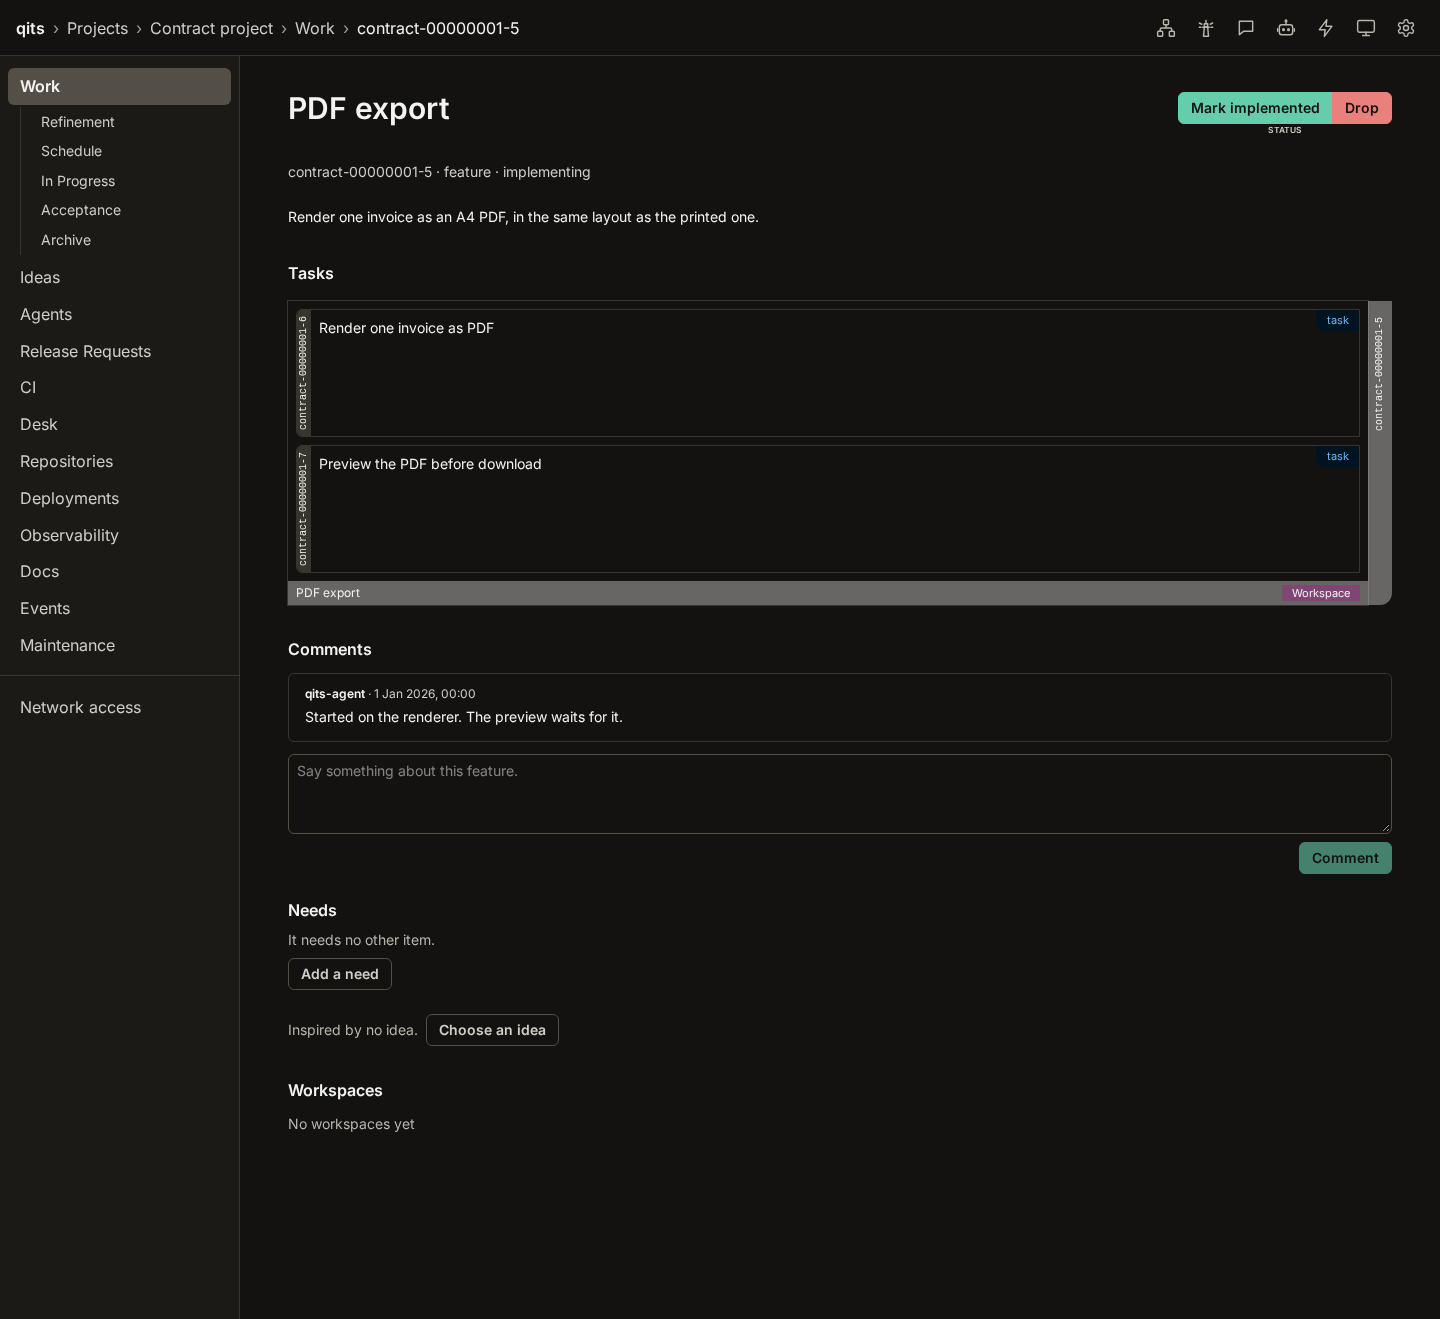 qits › Projects › Contract project › Work › contract-00000001-5
Work
Refinement
Schedule
In Progress
Acceptance
Archive
Ideas
Agents
Release Requests
CI
Desk
Repositories
Deployments
Observability
Docs
Events
Maintenance
Network access
PDF export
Mark implemented
Drop
STATUS
contract-00000001-5 · feature · implementing
Render one invoice as an A4 PDF, in the same layout as the printed one.
Tasks
contract-00000001-6
Render one invoice as PDF
task
contract-00000001-5
contract-00000001-7
Preview the PDF before download
task
PDF export
Workspace
Comments
qits-agent · 1 Jan 2026, 00:00
Started on the renderer. The preview waits for it.
Say something about this feature.
Comment
Needs
It needs no other item.
Add a need
Inspired by no idea.
Choose an idea
Workspaces
No workspaces yet